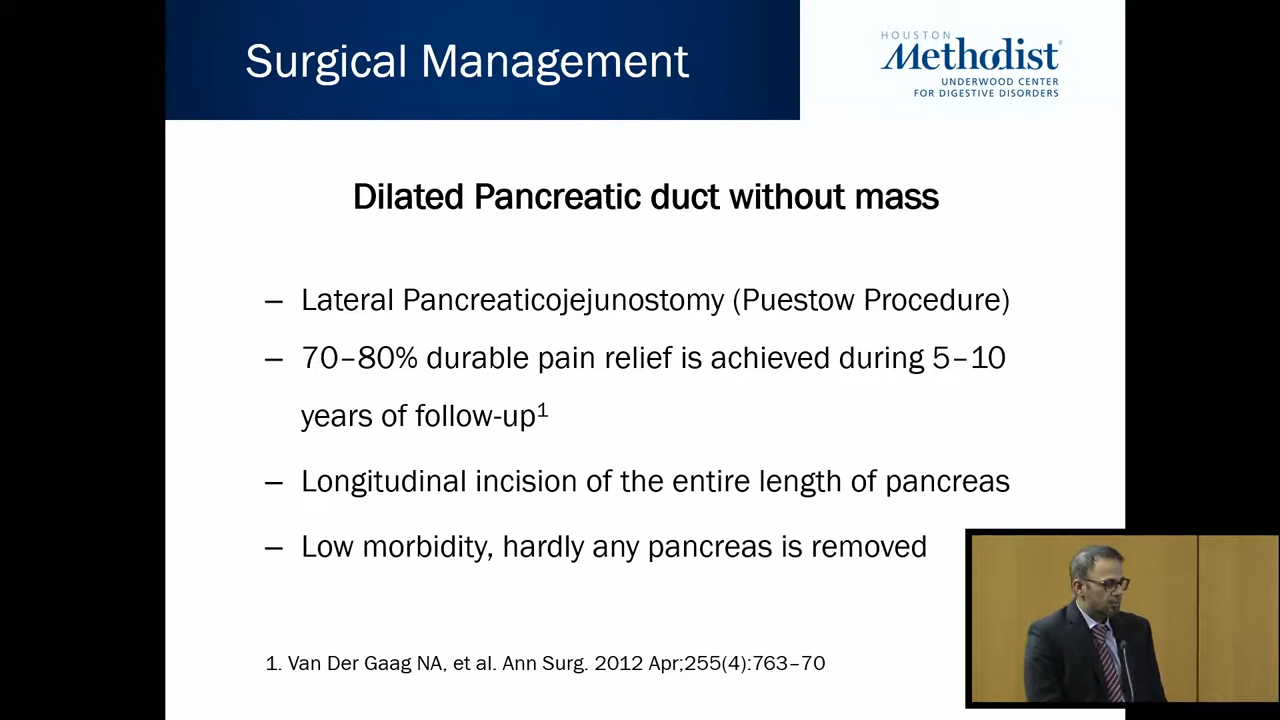 Surgical Management
HOUSTON
Methodist®
UNDERWOOD CENTER
FOR DIGESTIVE DISORDERS
Dilated Pancreatic duct without mass
– Lateral Pancreaticojejunostomy (Puestow Procedure)
– 70–80% durable pain relief is achieved during 5–10
years of follow-up¹
– Longitudinal incision of the entire length of pancreas
– Low morbidity, hardly any pancreas is removed
1. Van Der Gaag NA, et al. Ann Surg. 2012 Apr;255(4):763–70